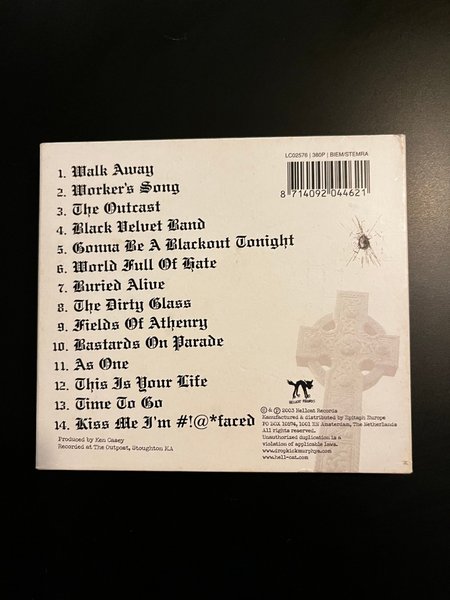 LC02576 | 380P | BIEM/STEMRA
8 714092 044621
1. Walk Away
2. Worker's Song
3. The Outcast
4. Black Velvet Band
5. Gonna Be A Blackout Tonight
6. World Full Of Hate
7. Buried Alive
8. The Dirty Glass
9. Fields Of Athenry
10. Bastards On Parade
11. As One
12. This Is Your Life
13. Time To Go
14. Kiss Me I'm #!@*faced
Produced by Ken Casey
Recorded at The Outpost, Stoughton MA
HELLCAT RECORDS
© & ℗ 2003 Hellcat Records
Manufactured & distributed by Epitaph Europe
PO BOX 10574, 1001 EN Amsterdam, The Netherlands
All rights reserved.
Unauthorized duplication is a
violation of applicable laws.
www.dropkickmurphys.com
www.hell-cat.com